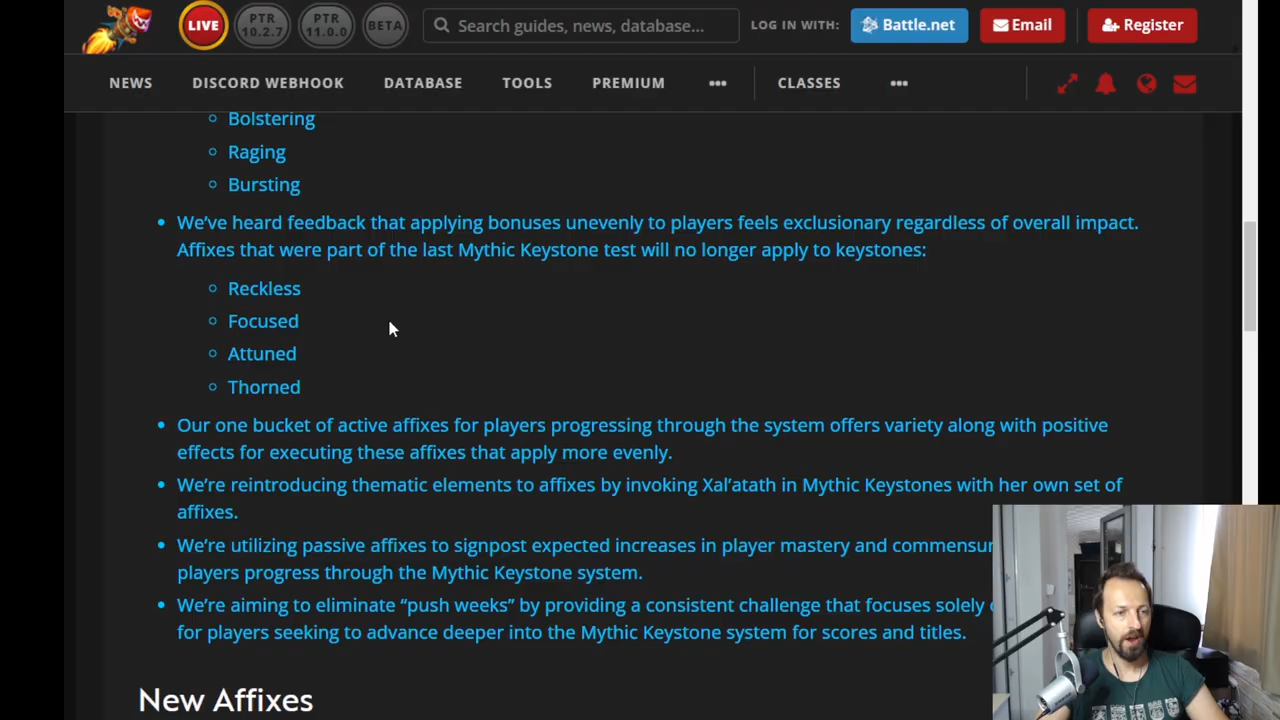 LIVE
PTR
10.2.7
PTR
11.0.0
BETA
Search guides, news, database...
LOG IN WITH:
Battle.net
Email
Register
NEWS DISCORD WEBHOOK DATABASE TOOLS PREMIUM ••• CLASSES •••
Bolstering
Raging
Bursting
We've heard feedback that applying bonuses unevenly to players feels exclusionary regardless of overall impact.
Affixes that were part of the last Mythic Keystone test will no longer apply to keystones:
Reckless
Focused
Attuned
Thorned
Our one bucket of active affixes for players progressing through the system offers variety along with positive
effects for executing these affixes that apply more evenly.
We're reintroducing thematic elements to affixes by invoking Xal'atath in Mythic Keystones with her own set of
affixes.
We're utilizing passive affixes to signpost expected increases in player mastery and
players progress through the Mythic Keystone system.
We're aiming to eliminate "push weeks" by providing a consistent challenge that focuses solely
for players seeking to advance deeper into the Mythic Keystone system for scores and titles.
New Affixes